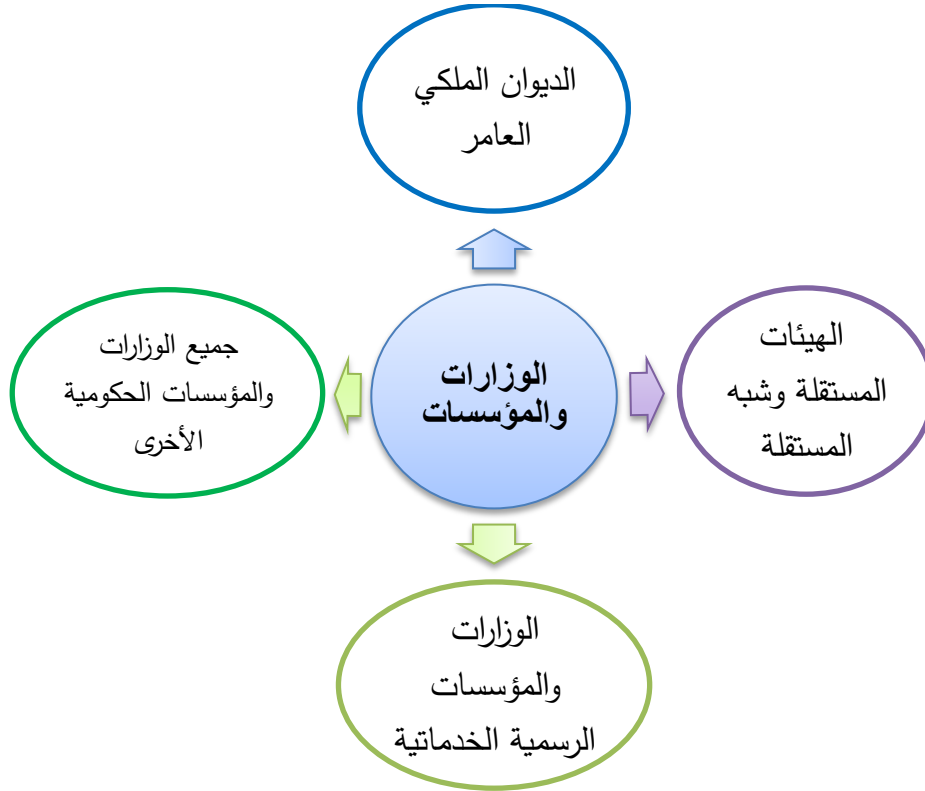 الديوان الملكي
العامر
الهيئات
المستقلة وشبه
المستقلة
الوزارات
والمؤسسات
جميع الوزارات
والمؤسسات الحكومية
الأخرى
الوزارات
والمؤسسات
الرسمية الخدماتية